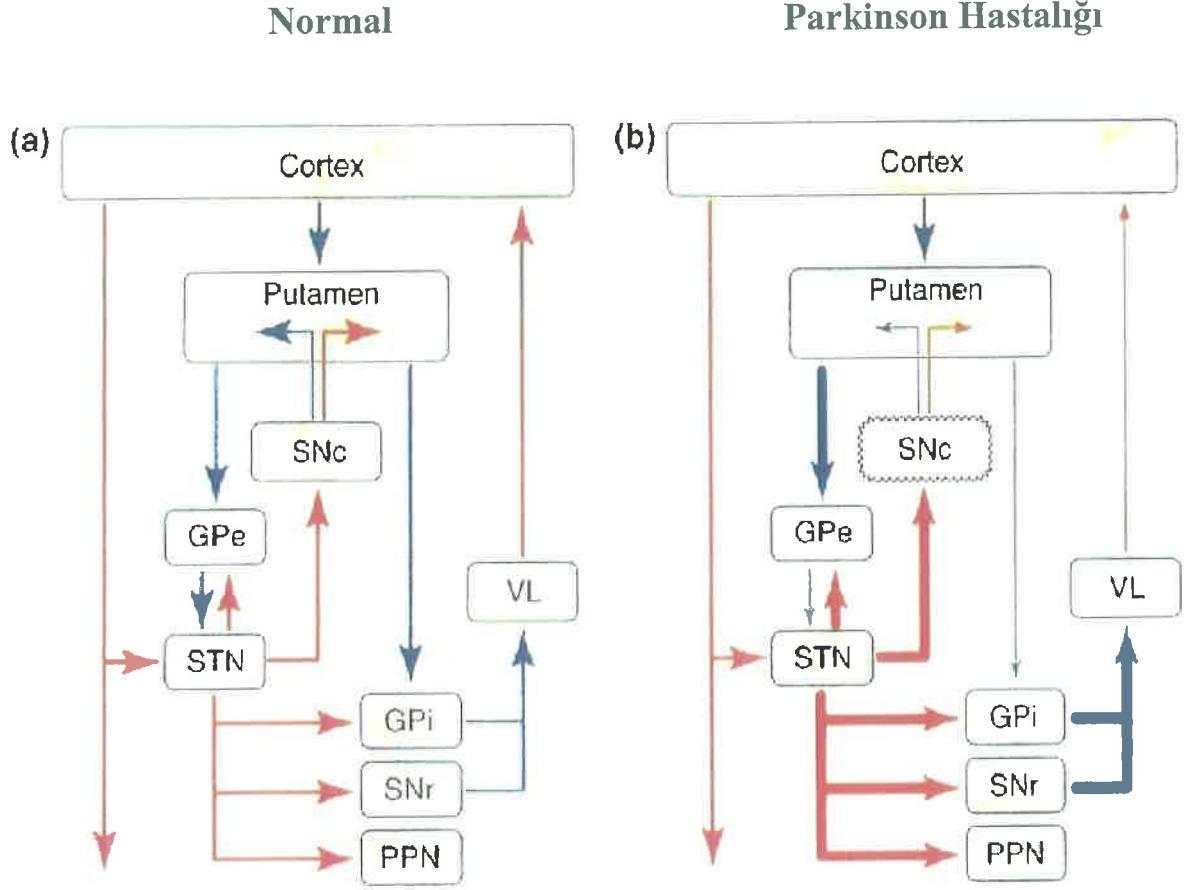 Normal
Parkinson Hastalığı
(a)
Cortex
Putamen
SNc
GPe
VL
STN
GPi
SNr
PPN
(b)
Cortex
Putamen
SNc
GPe
VL
STN
GPi
SNr
PPN